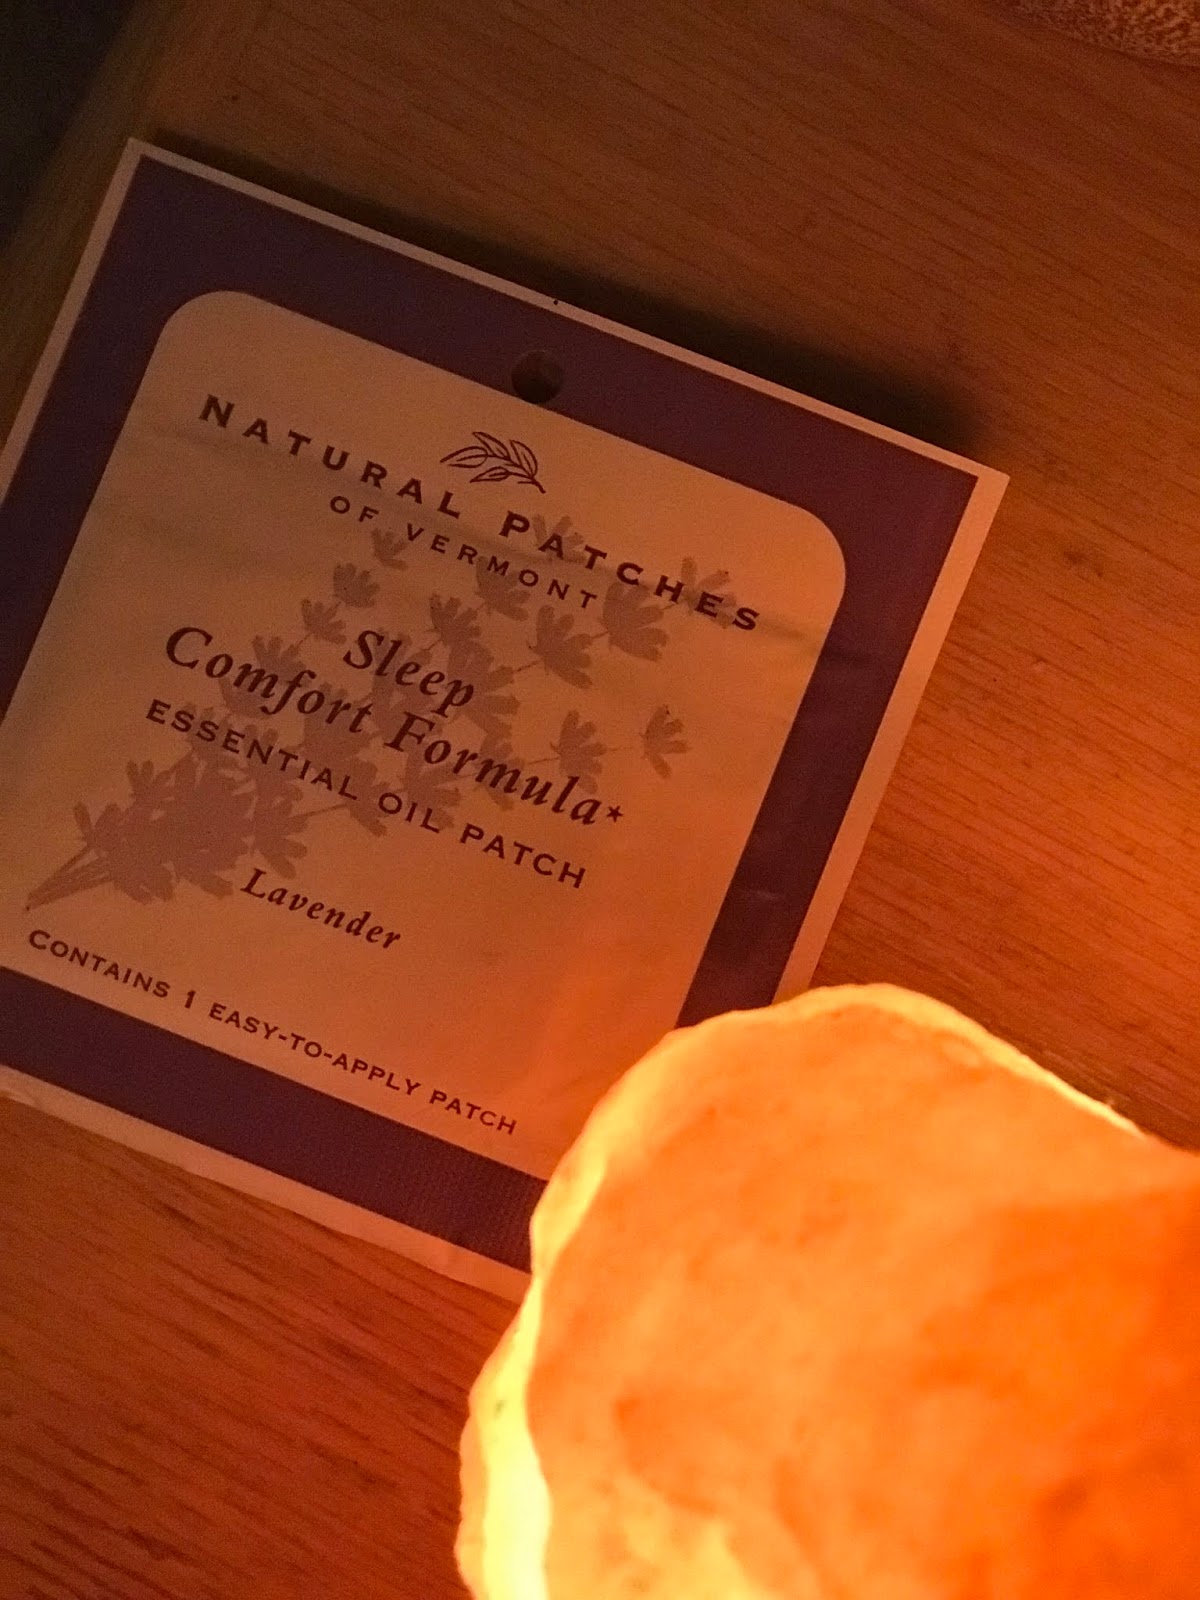 NATURAL PATCHES
OF VERMONT
Sleep
Comfort Formula*
ESSENTIAL OIL PATCH
Lavender
CONTAINS 1 EASY-TO-APPLY PATCH